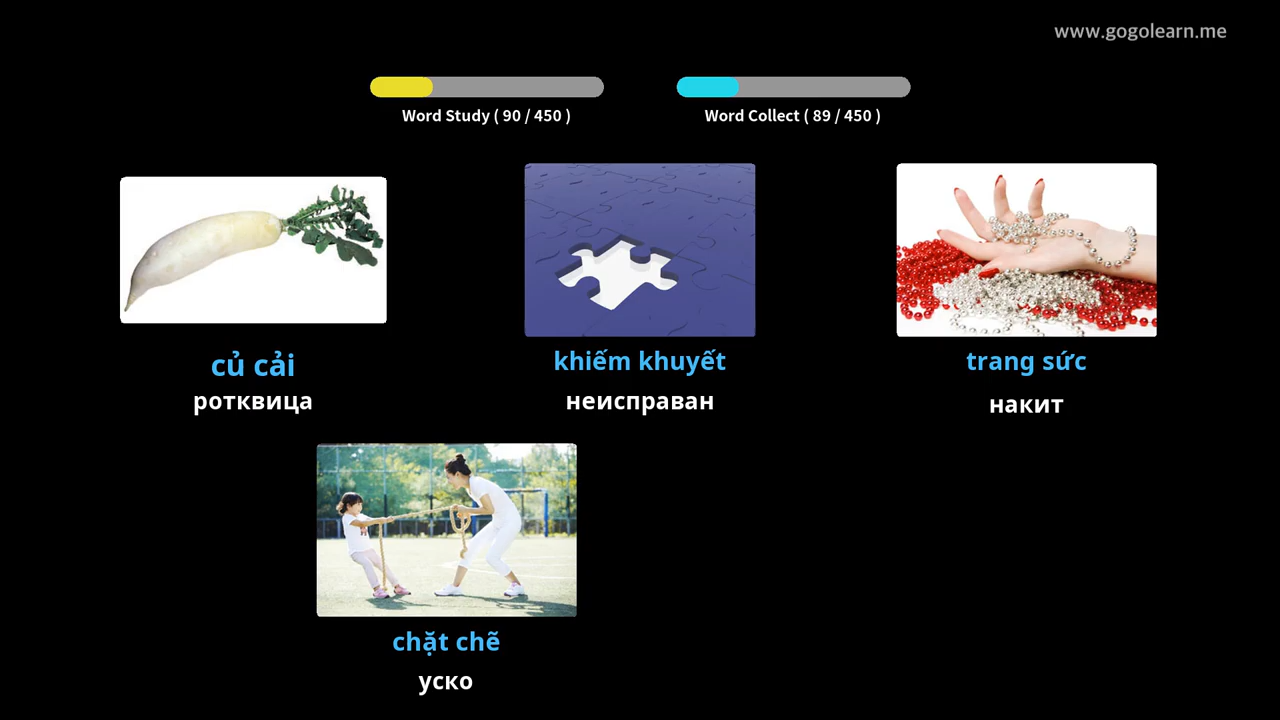 www.gogolearn.me
Word Study ( 90 / 450 )
Word Collect ( 89 / 450 )
củ cải
ротквица
khiếm khuyết
неисправан
trang sức
накит
chặt chẽ
уско